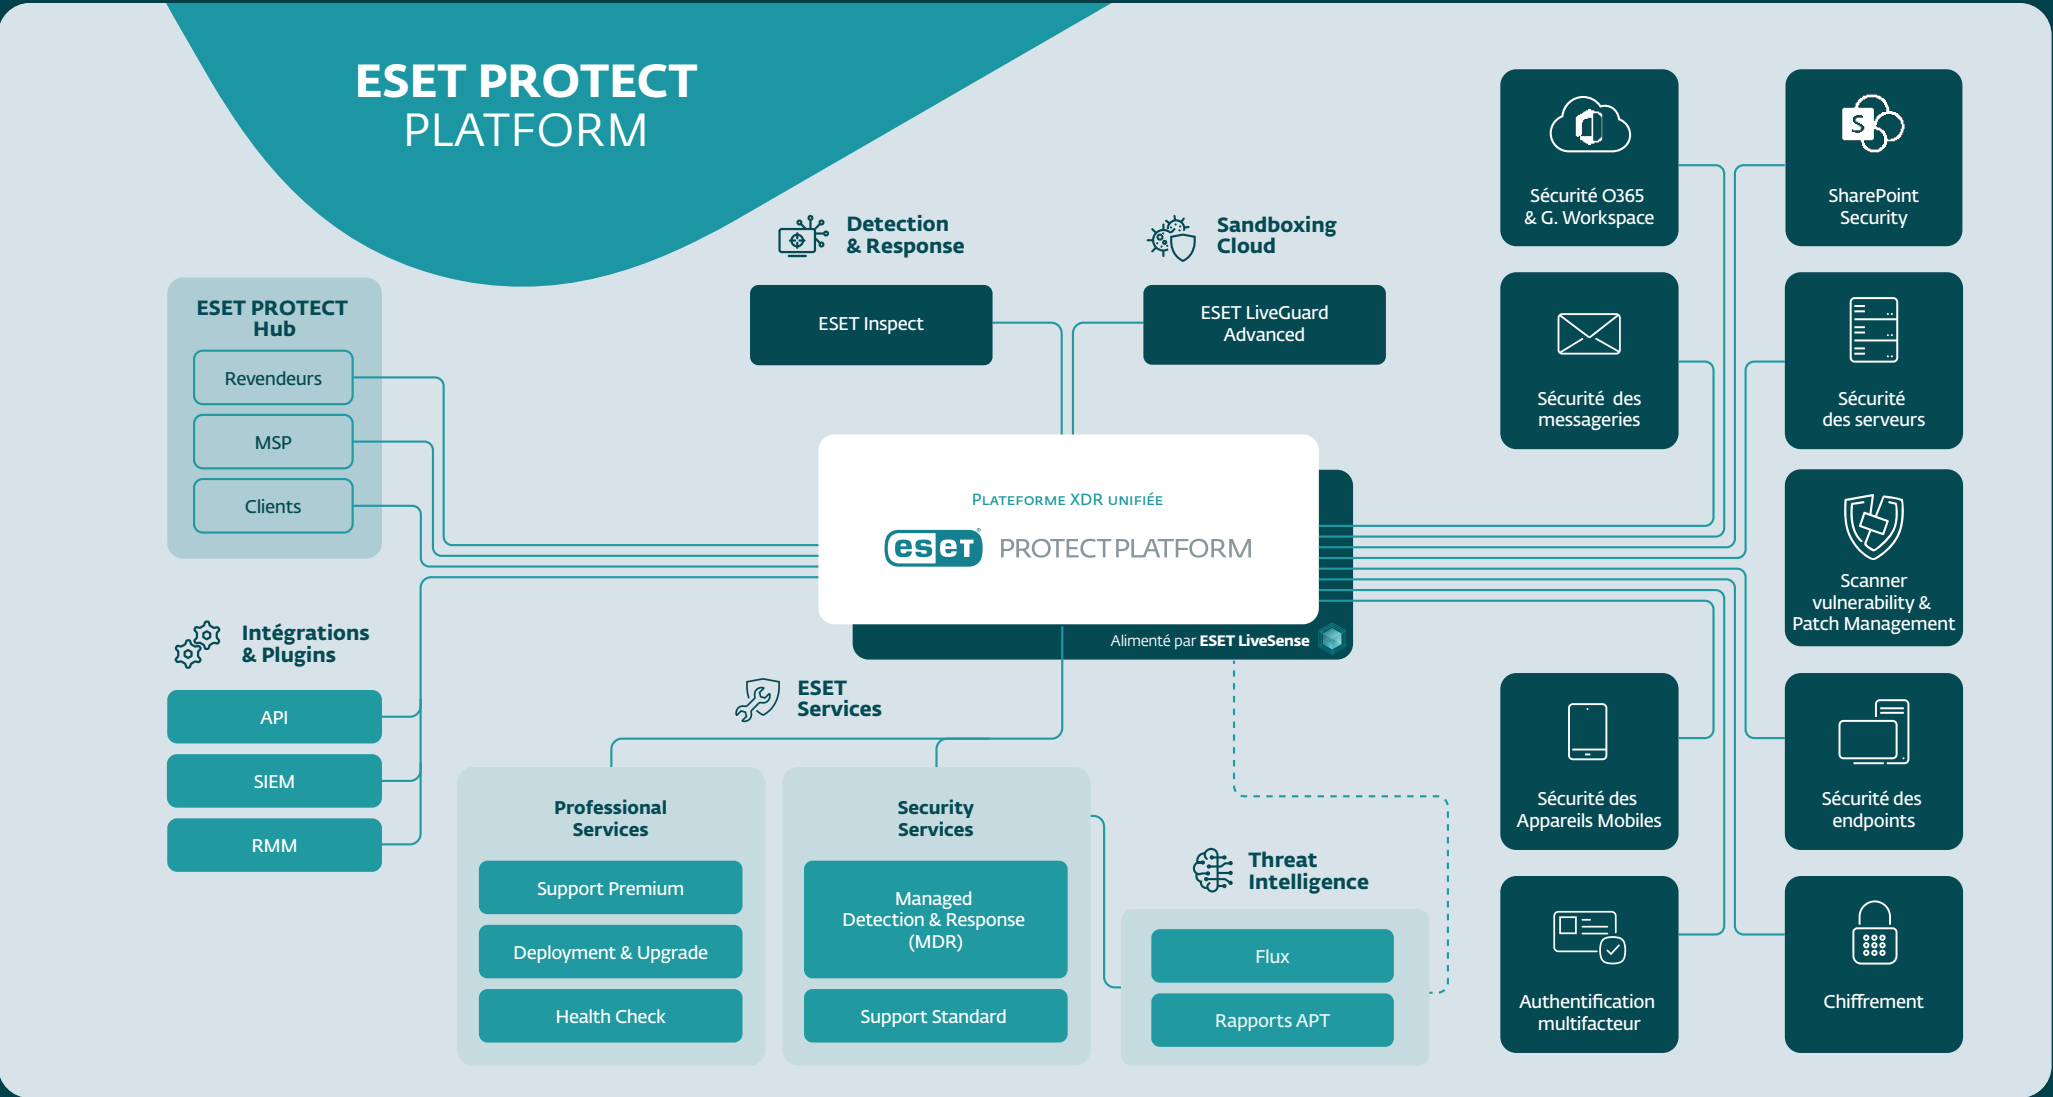 ESET PROTECT
PLATFORM
Detection
& Response
ESET Inspect
Sandboxing
Cloud
ESET LiveGuard
Advanced
ESET PROTECT
Hub
Revendeurs
MSP
Clients
Intégrations
& Plugins
API
SIEM
RMM
PLATEFORME XDR UNIFIÉE
eseT® PROTECT PLATFORM
Alimenté par ESET LiveSense
ESET
Services
Professional
Services
Support Premium
Deployment & Upgrade
Health Check
Security
Services
Managed
Detection & Response
(MDR)
Support Standard
Threat
Intelligence
Flux
Rapports APT
Sécurité O365
& G. Workspace
S
SharePoint
Security
Sécurité des
messageries
Sécurité
des serveurs
Scanner
vulnerability &
Patch Management
Sécurité des
Appareils Mobiles
Sécurité des
endpoints
Authentification
multifacteur
Chiffrement